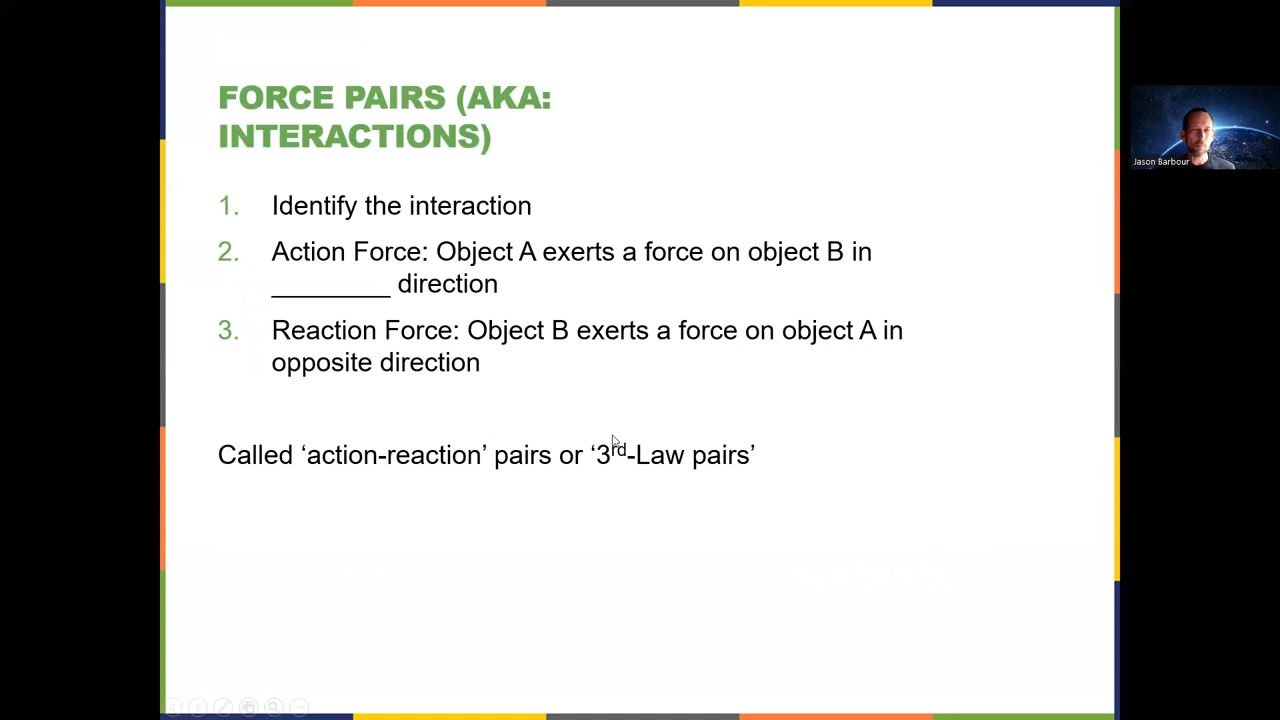 FORCE PAIRS (AKA:
INTERACTIONS)
1. Identify the interaction
2. Action Force: Object A exerts a force on object B in
_________ direction
3. Reaction Force: Object B exerts a force on object A in
opposite direction
Called ‘action-reaction’ pairs or ‘3rd-Law pairs’
Jason Barbour